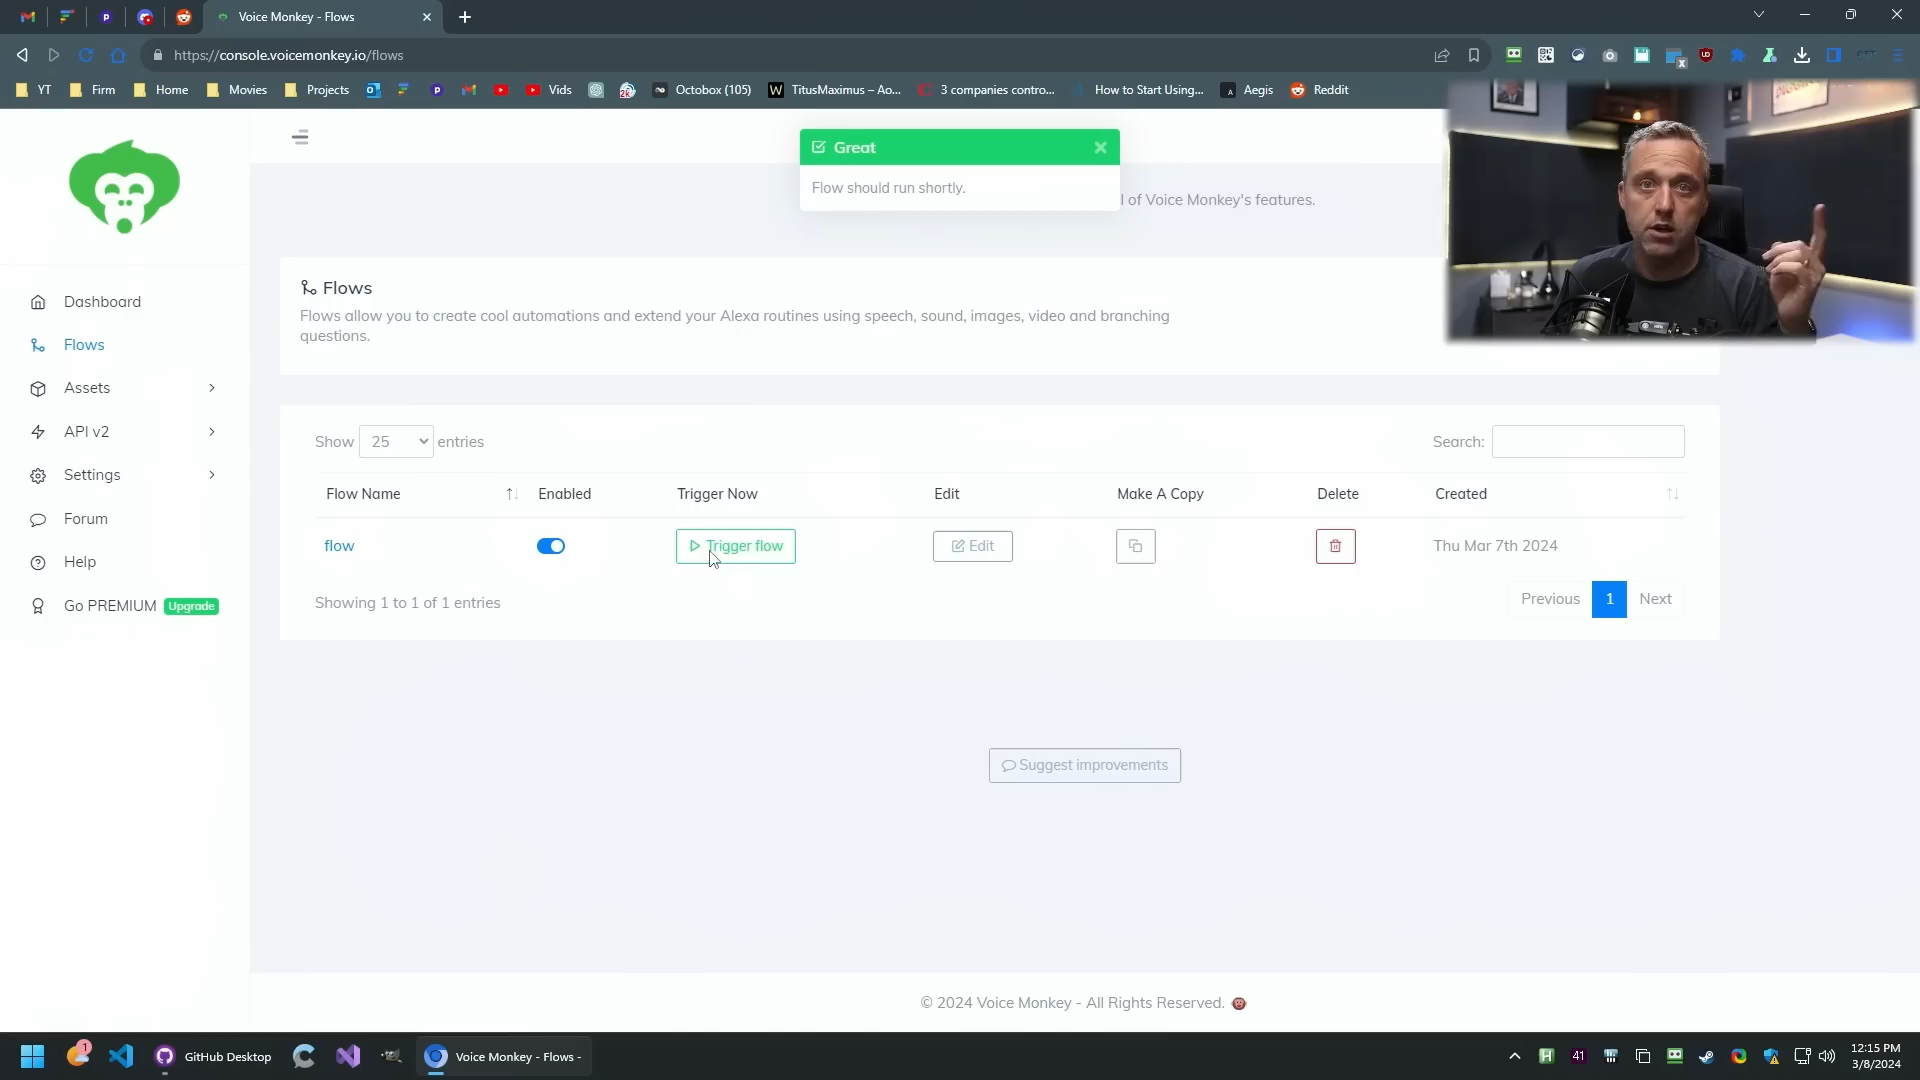 Voice Monkey - Flows
https://console.voicemonkey.io/flows
YT
Firm
Home
Movies
Projects
Vids
Octobox (105)
TitusMaximus – Ao...
3 companies contro...
How to Start Using...
Aegis
Reddit
Great
Flow should run shortly.
l of Voice Monkey's features.
Dashboard
Flows
Assets
API v2
Settings
Forum
Help
Go PREMIUM Upgrade
Flows
Flows allow you to create cool automations and extend your Alexa routines using speech, sound, images, video and branching
questions.
Show 25 entries
Search:
Flow Name Enabled Trigger Now Edit Make A Copy Delete Created
flow Trigger flow Edit Thu Mar 7th 2024
Showing 1 to 1 of 1 entries
Previous 1 Next
Suggest improvements
© 2024 Voice Monkey - All Rights Reserved.
1
GitHub Desktop
Voice Monkey - Flows -
41
12:15 PM
3/8/2024